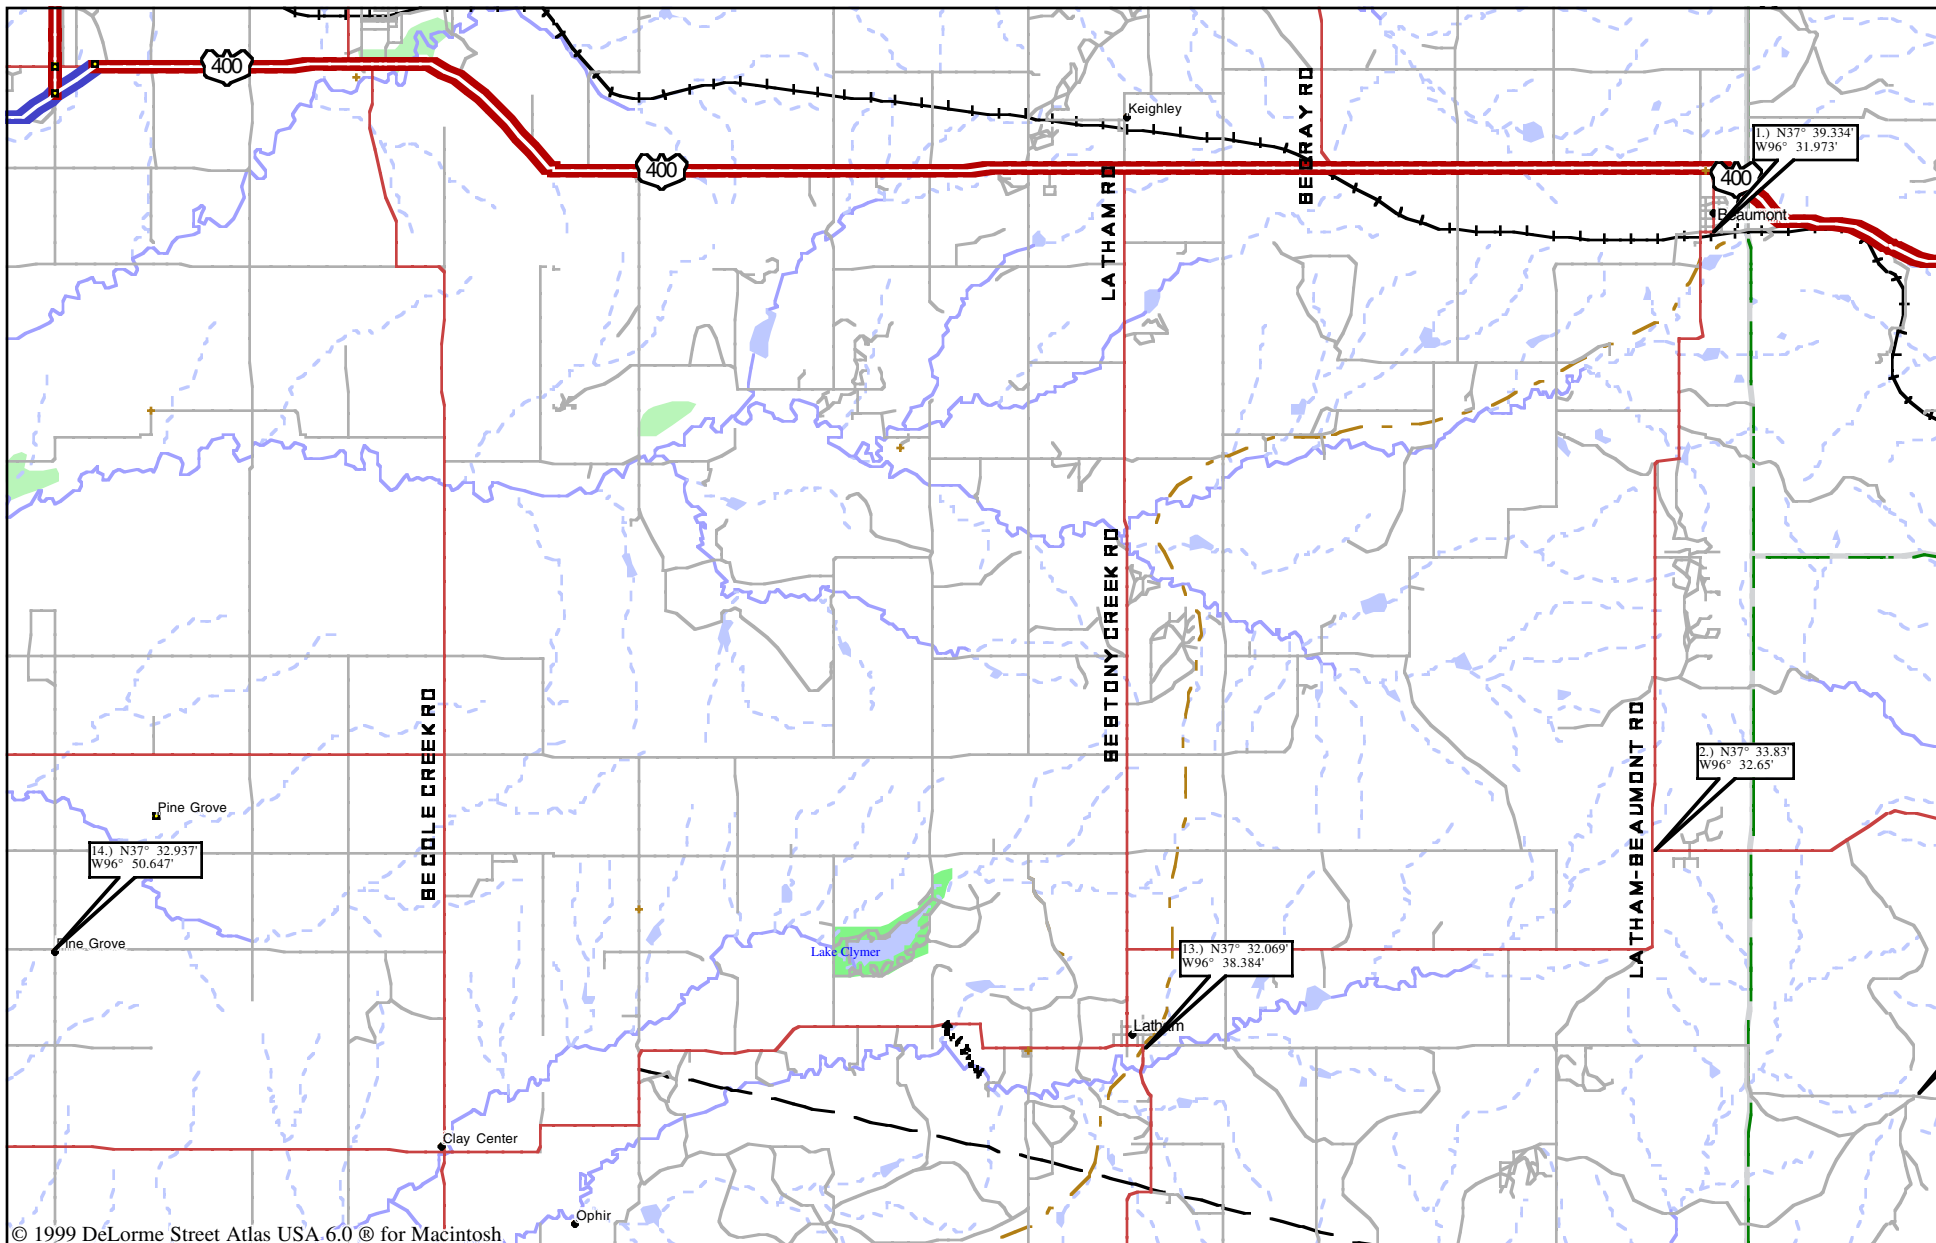 400
Keighley
BEGRAY RD
1.) N37° 39.334'
W96° 31.973'
400
LATHAM RD
400
Beaumont
BEBTONY CREEK RD
BECOLE CREEK RD
LATHAM-BEAUMONT RD
2.) N37° 33.83'
W96° 32.65'
Pine Grove
14.) N37° 32.937'
W96° 50.647'
Pine Grove
Lake Clymer
13.) N37° 32.069'
W96° 38.384'
Latham
Clay Center
Ophir
© 1999 DeLorme Street Atlas USA 6.0 ® for Macintosh